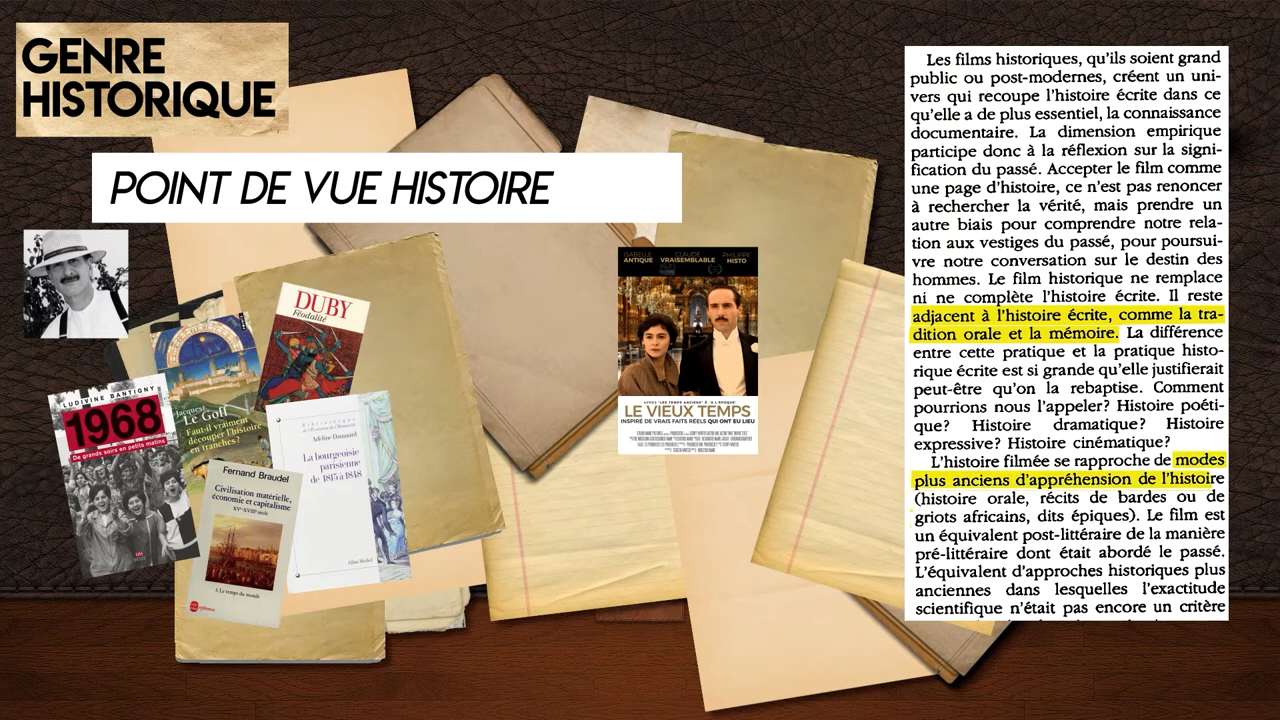 GENRE
HISTORIQUE
POINT DE VUE HISTOIRE
DUBY
Féodalité
LUDIVINE BANTIGNY
1968
De grands soirs en petits matins
Jacques Le Goff
Faut-il vraiment
découper l'histoire
en tranches?
Adeline Daumard
La bourgeoisie
parisienne
de 1815 à 1848
Albin Michel
Fernand Braudel
Civilisation matérielle,
économie et capitalisme
XVe-XVIIIe siècle
3. Le temps du monde
ISABELLE ANTIQUE
CLAUDE VRAISEMBLABLE
PHILIPPE HISTO
APRÈS "LES TEMPS ANCIENS" & "A L'ÉPOQUE"
LE VIEUX TEMPS
INSPIRÉ DE VRAIS FAITS RÉELS QUI ONT EU LIEU
Les films historiques, qu'ils soient grand
public ou post-modernes, créent un uni-
vers qui recoupe l'histoire écrite dans ce
qu'elle a de plus essentiel, la connaissance
documentaire. La dimension empirique
participe donc à la réflexion sur la signi-
fication du passé. Accepter le film comme
une page d'histoire, ce n'est pas renoncer
à rechercher la vérité, mais prendre un
autre biais pour comprendre notre rela-
tion aux vestiges du passé, pour poursui-
vre notre conversation sur le destin des
hommes. Le film historique ne remplace
ni ne complète l'histoire écrite. Il reste
adjacent à l'histoire écrite, comme la tra-
dition orale et la mémoire. La différence
entre cette pratique et la pratique histo-
rique écrite est si grande qu'elle justifierait
peut-être qu'on la rebaptise. Comment
pourrions nous l'appeler? Histoire poéti-
que? Histoire dramatique? Histoire
expressive? Histoire cinématique?
L'histoire filmée se rapproche de modes
plus anciens d'appréhension de l'histoire
(histoire orale, récits de bardes ou de
griots africains, dits épiques). Le film est
un équivalent post-littéraire de la manière
pré-littéraire dont était abordé le passé.
L'équivalent d'approches historiques plus
anciennes dans lesquelles l'exactitude
scientifique n'était pas encore un critère